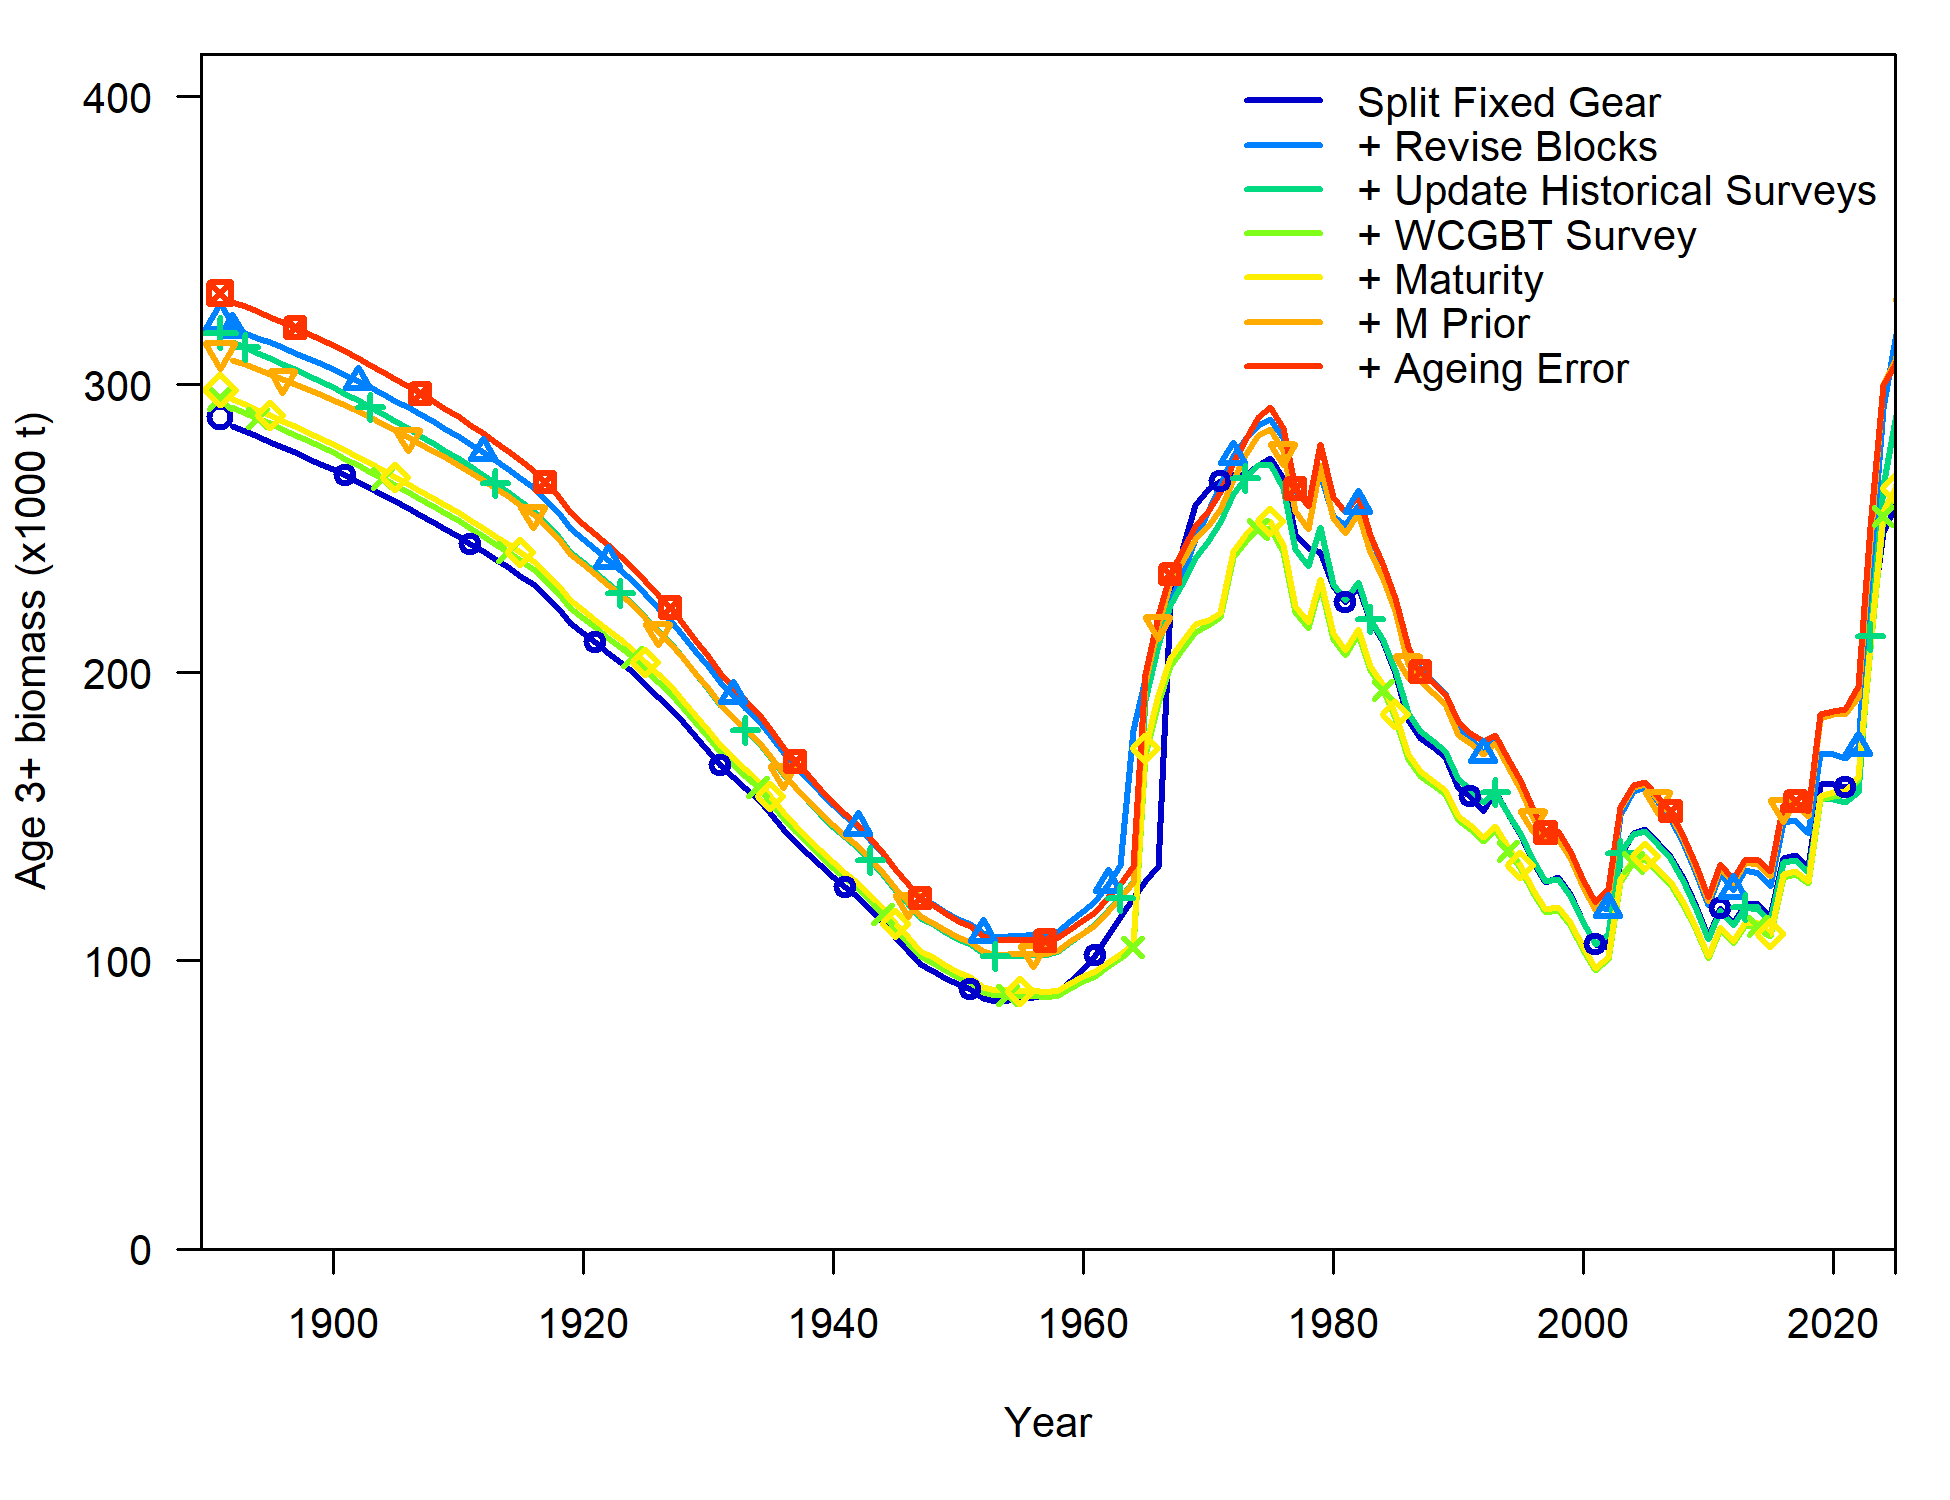 Age 3+ biomass (x1000 t)
400
300
200
100
0
Split Fixed Gear
+ Revise Blocks
+ Update Historical Surveys
+ WCGBT Survey
+ Maturity
+ M Prior
+ Ageing Error
1900 1920 1940 1960 1980 2000 2020
Year